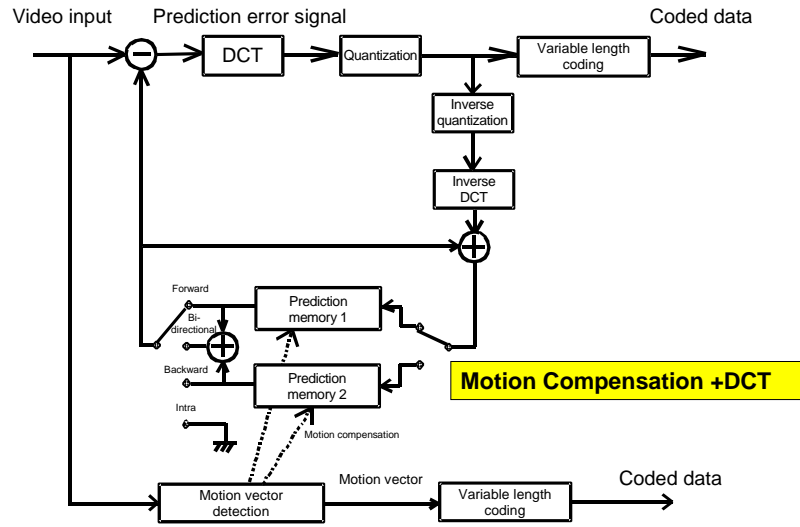 Video input
Prediction error signal
Coded data
DCT
Quantization
Variable length
coding
Inverse
quantization
Inverse
DCT
Forward
Bi-
directional
Backward
Intra
Prediction
memory 1
Prediction
memory 2
Motion Compensation +DCT
Motion compensation
Motion vector
detection
Motion vector
Variable length
coding
Coded data